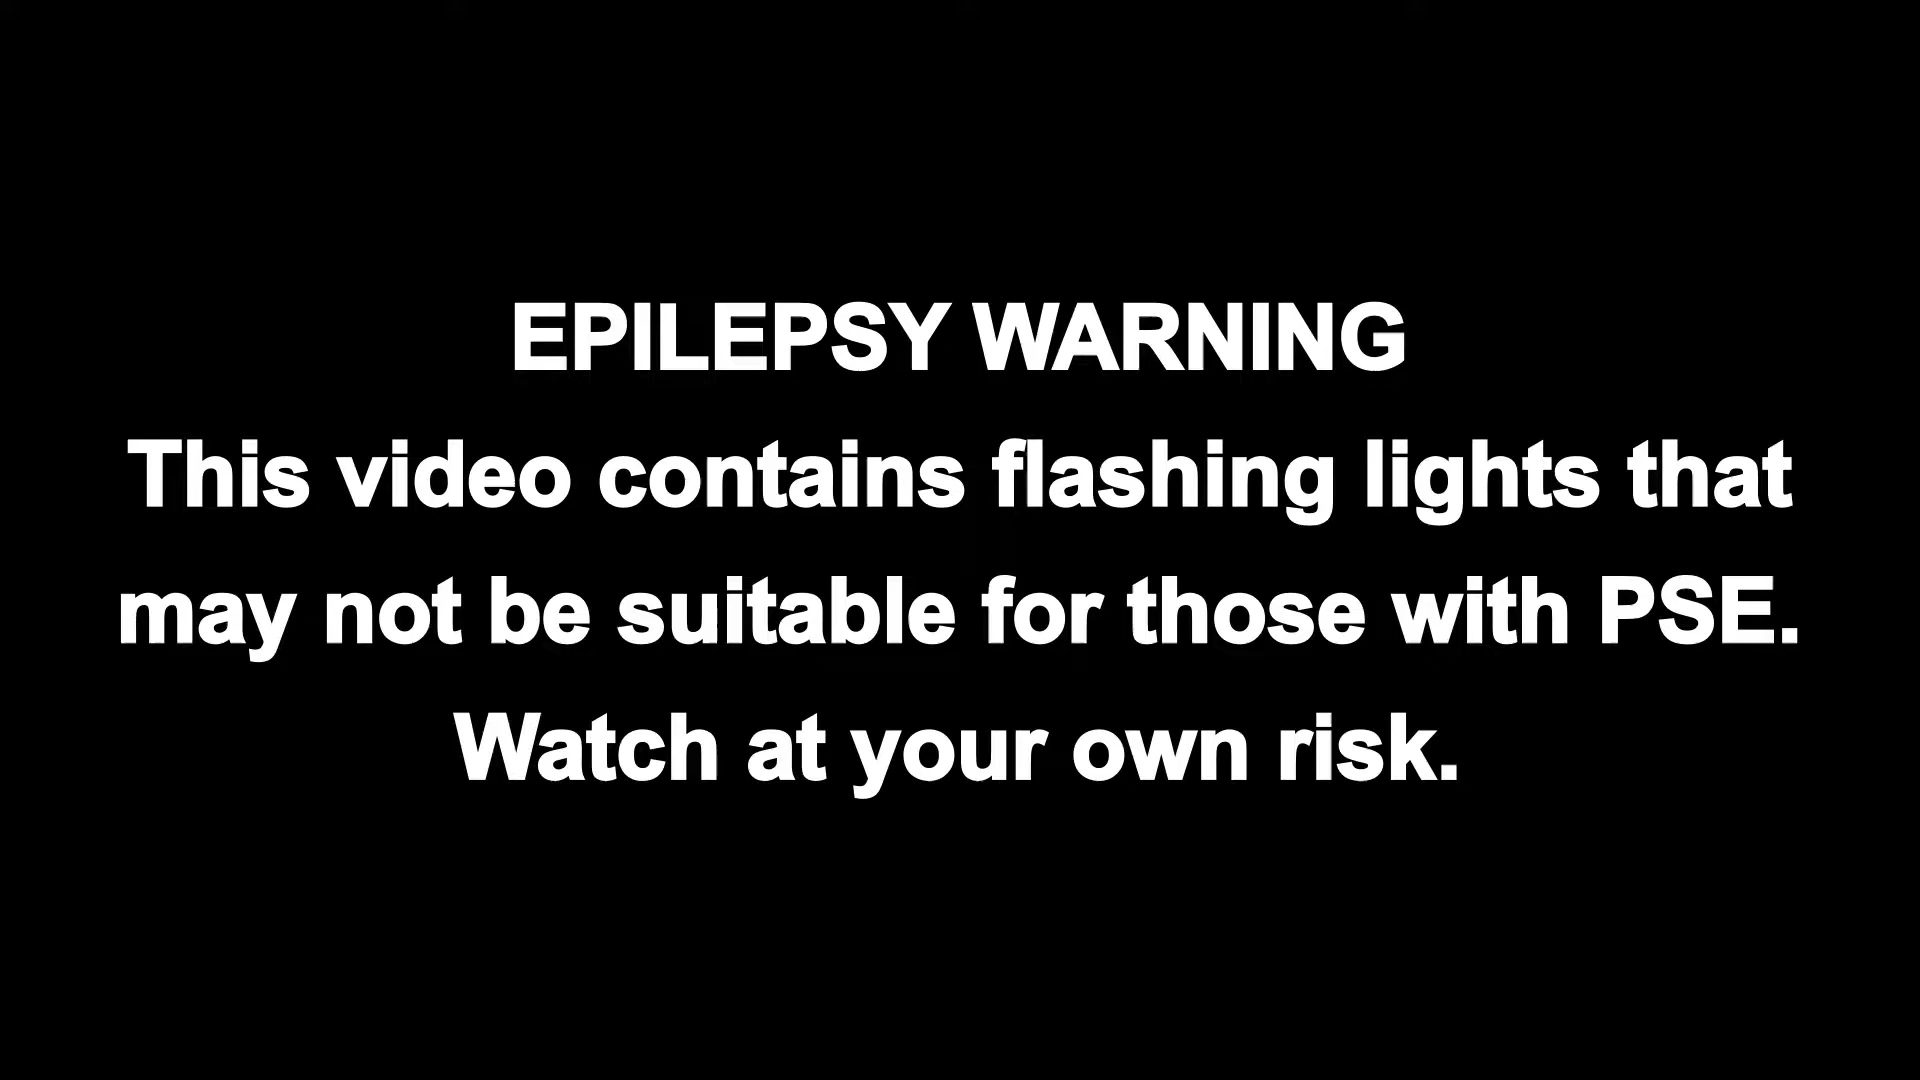 EPILEPSY WARNING
This video contains flashing lights that
may not be suitable for those with PSE.
Watch at your own risk.